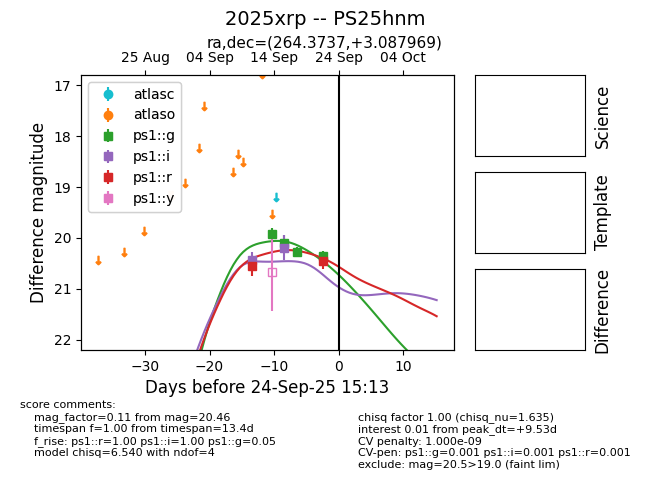 2025xrp -- PS25hnm
ra,dec=(264.3737,+3.087969)
25 Aug 04 Sep 14 Sep 24 Sep 04 Oct
17
18
19
20
21
22
Difference magnitude
atlasc
atlaso
ps1::g
ps1::i
ps1::r
ps1::y
−30 −20 −10 0 10
Days before 24-Sep-25 15:13
Science
Template
Difference
score comments:
mag_factor=0.11 from mag=20.46
timespan f=1.00 from timespan=13.4d
f_rise: ps1::r=1.00 ps1::i=1.00 ps1::g=0.05
model chisq=6.540 with ndof=4
chisq factor 1.00 (chisq_nu=1.635)
interest 0.01 from peak_dt=+9.53d
CV penalty: 1.000e-09
CV-pen: ps1::g=0.001 ps1::i=0.001 ps1::r=0.001
exclude: mag=20.5>19.0 (faint lim)